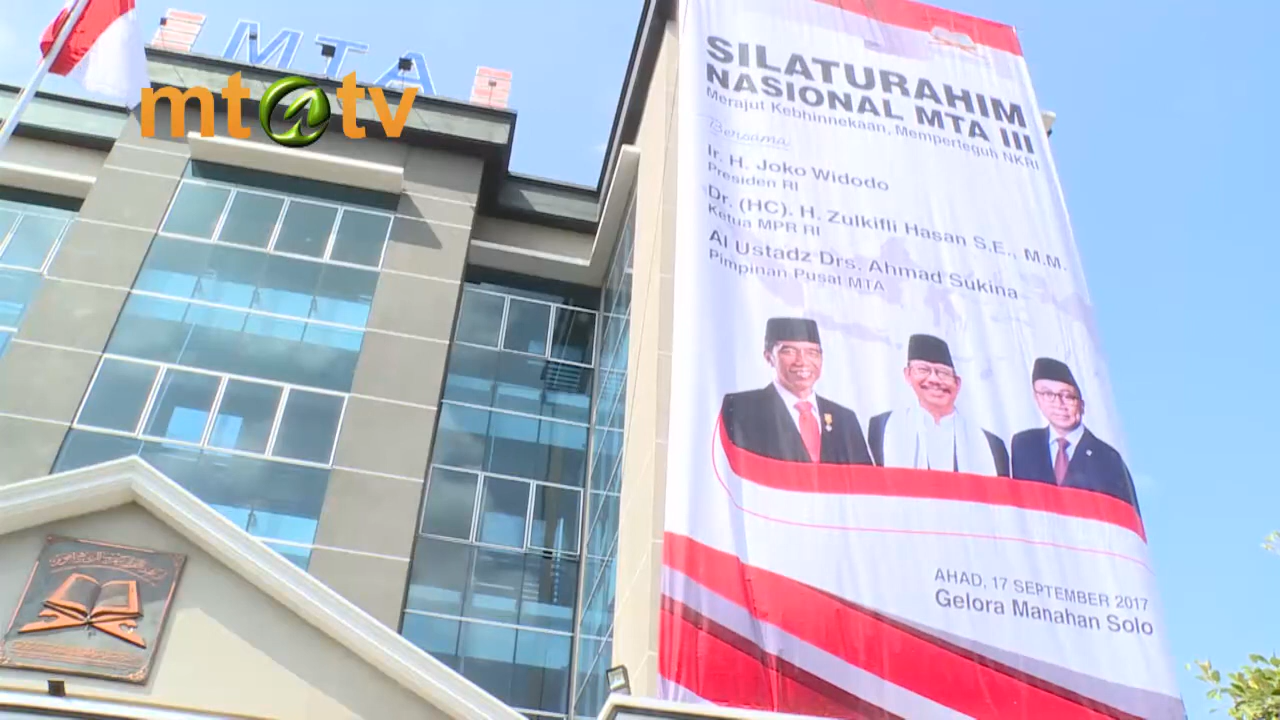 MTA
mt@tv
SILATURAHIM
NASIONAL MTA III
Merajut Kebhinnekaan, Memperteguh NKRI
Bersama
Ir. H. Joko Widodo
Presiden RI
Dr. (HC). H. Zulkifli Hasan S.E., M.M.
Ketua MPR RI
Al Ustadz Drs. Ahmad Sukina
Pimpinan Pusat MTA
AHAD, 17 SEPTEMBER 2017
Gelora Manahan Solo